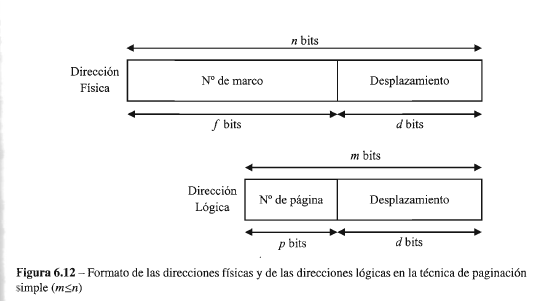 n bits
Dirección
Física
Nº de marco
Desplazamiento
f bits
d bits
m bits
Dirección
Lógica
Nº de página
Desplazamiento
p bits
d bits
Figura 6.12 – Formato de las direcciones físicas y de las direcciones lógicas en la técnica de paginación
simple (m≤n)